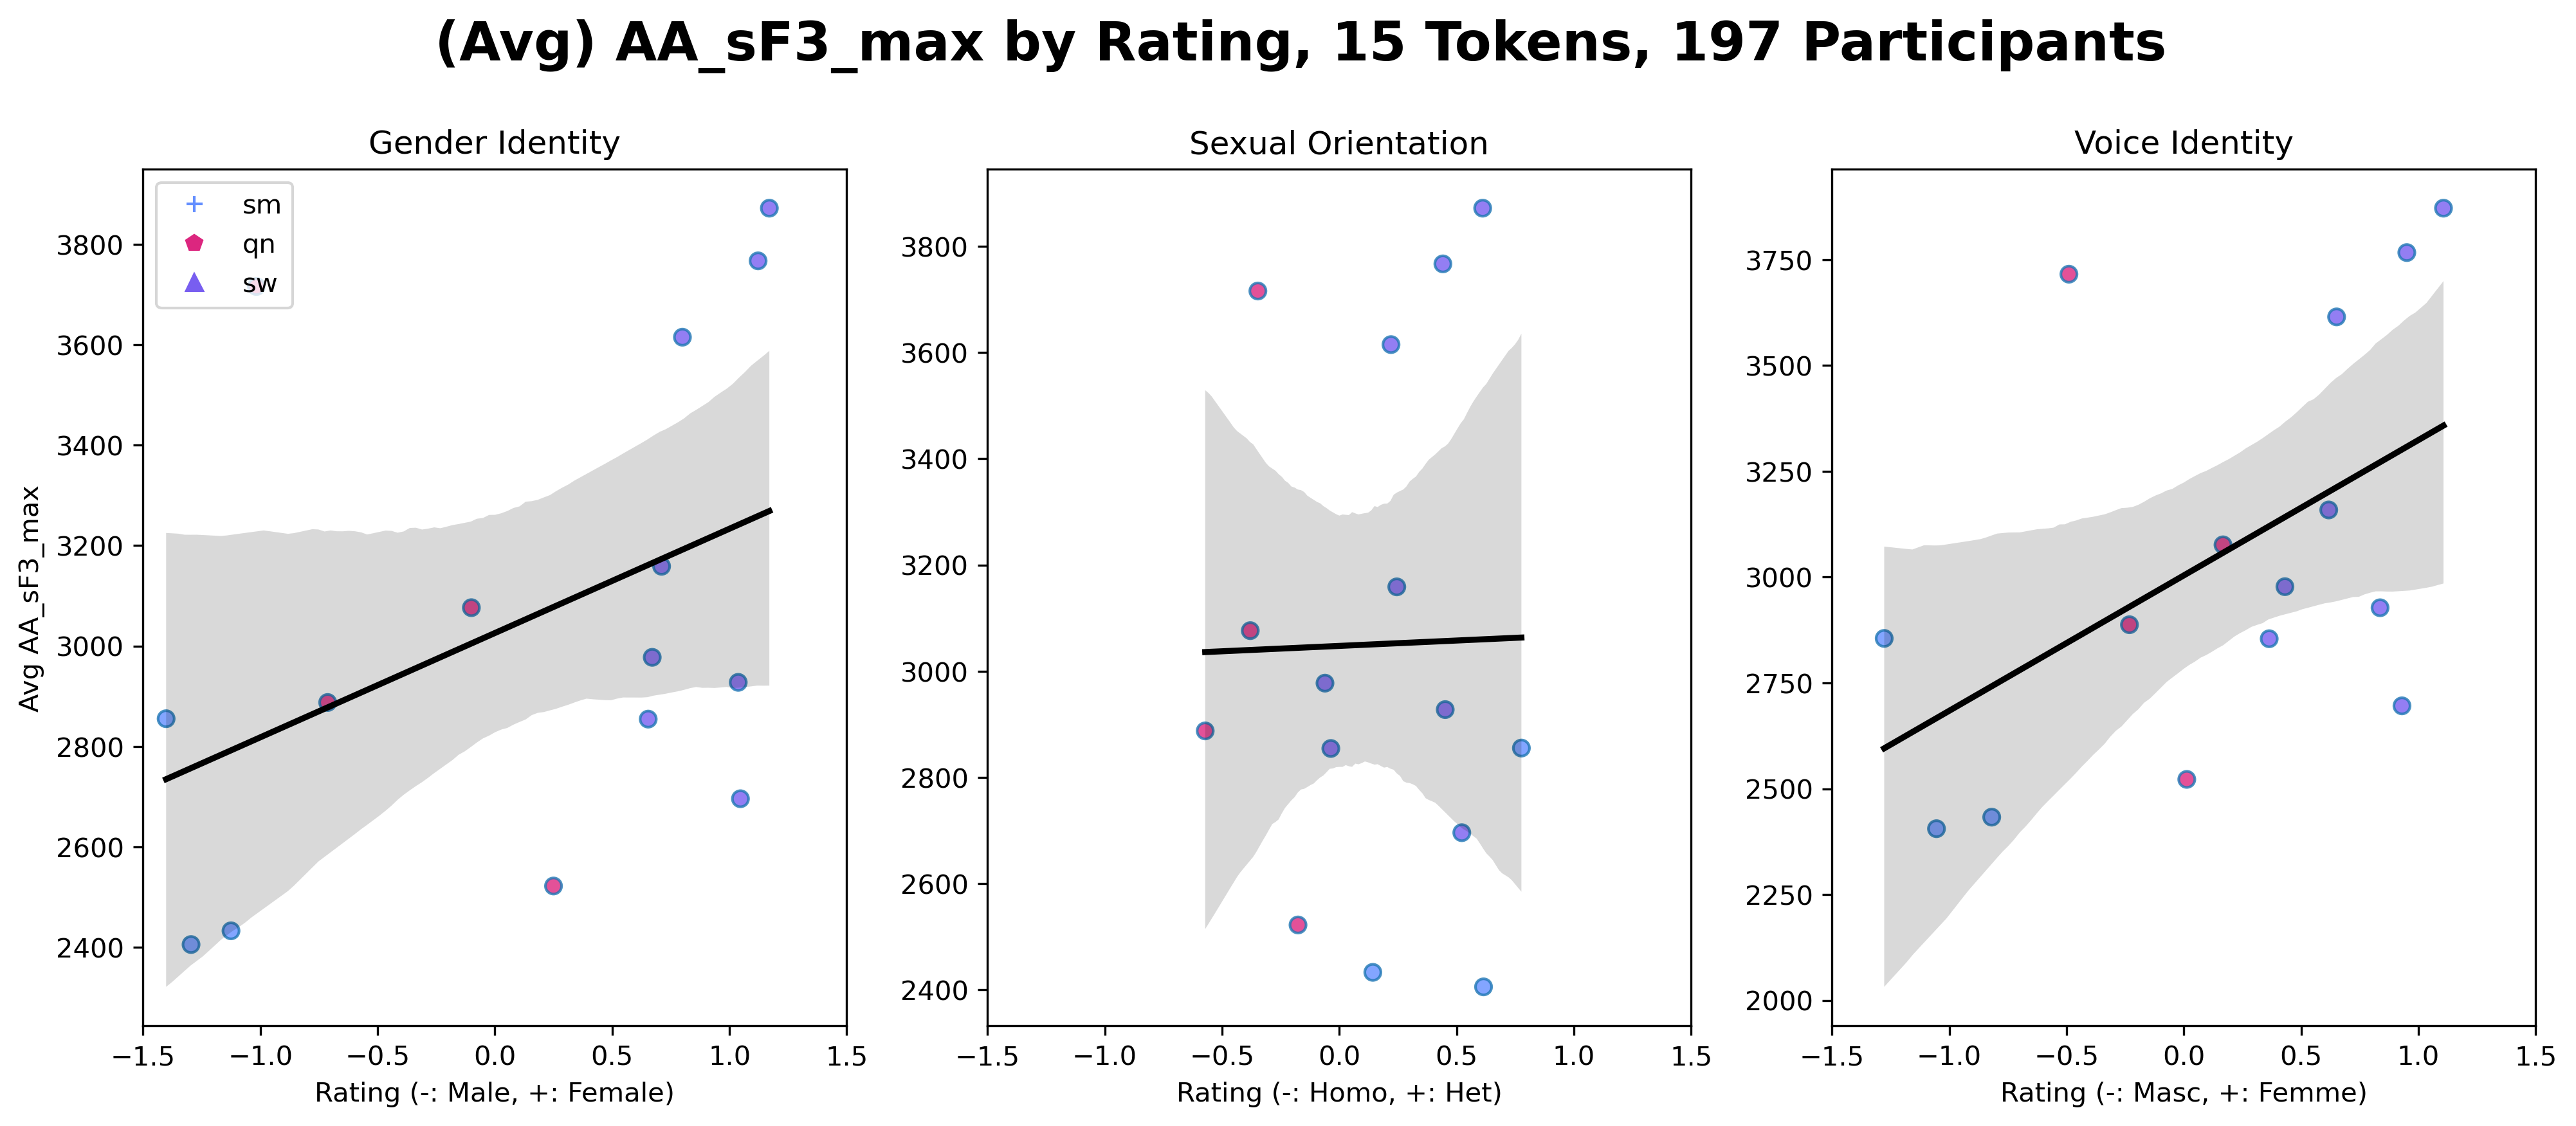 (Avg) AA_sF3_max by Rating, 15 Tokens, 197 Participants
Gender Identity
sm
qn
sw
3800
3600
3400
3200
3000
2800
2600
2400
Avg AA_sF3_max
−1.5 −1.0 −0.5 0.0 0.5 1.0 1.5
Rating (-: Male, +: Female)
Sexual Orientation
3800
3600
3400
3200
3000
2800
2600
2400
−1.5 −1.0 −0.5 0.0 0.5 1.0 1.5
Rating (-: Homo, +: Het)
Voice Identity
3750
3500
3250
3000
2750
2500
2250
2000
−1.5 −1.0 −0.5 0.0 0.5 1.0 1.5
Rating (-: Masc, +: Femme)